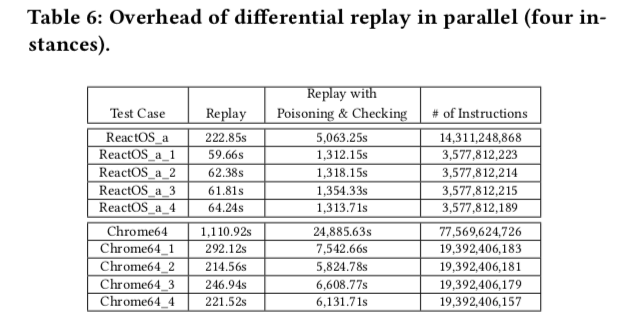 Table 6: Overhead of differential replay in parallel (four in-
stances).
Test Case Replay Replay with Poisoning & Checking # of Instructions
ReactOS_a 222.85s 5,063.25s 14,311,248,868
ReactOS_a_1 59.66s 1,312.15s 3,577,812,223
ReactOS_a_2 62.38s 1,318.15s 3,577,812,214
ReactOS_a_3 61.81s 1,354.33s 3,577,812,215
ReactOS_a_4 64.24s 1,313.71s 3,577,812,189
Chrome64 1,110.92s 24,885.63s 77,569,624,726
Chrome64_1 292.12s 7,542.66s 19,392,406,183
Chrome64_2 214.56s 5,824.78s 19,392,406,181
Chrome64_3 246.94s 6,608.77s 19,392,406,179
Chrome64_4 221.52s 6,131.71s 19,392,406,157